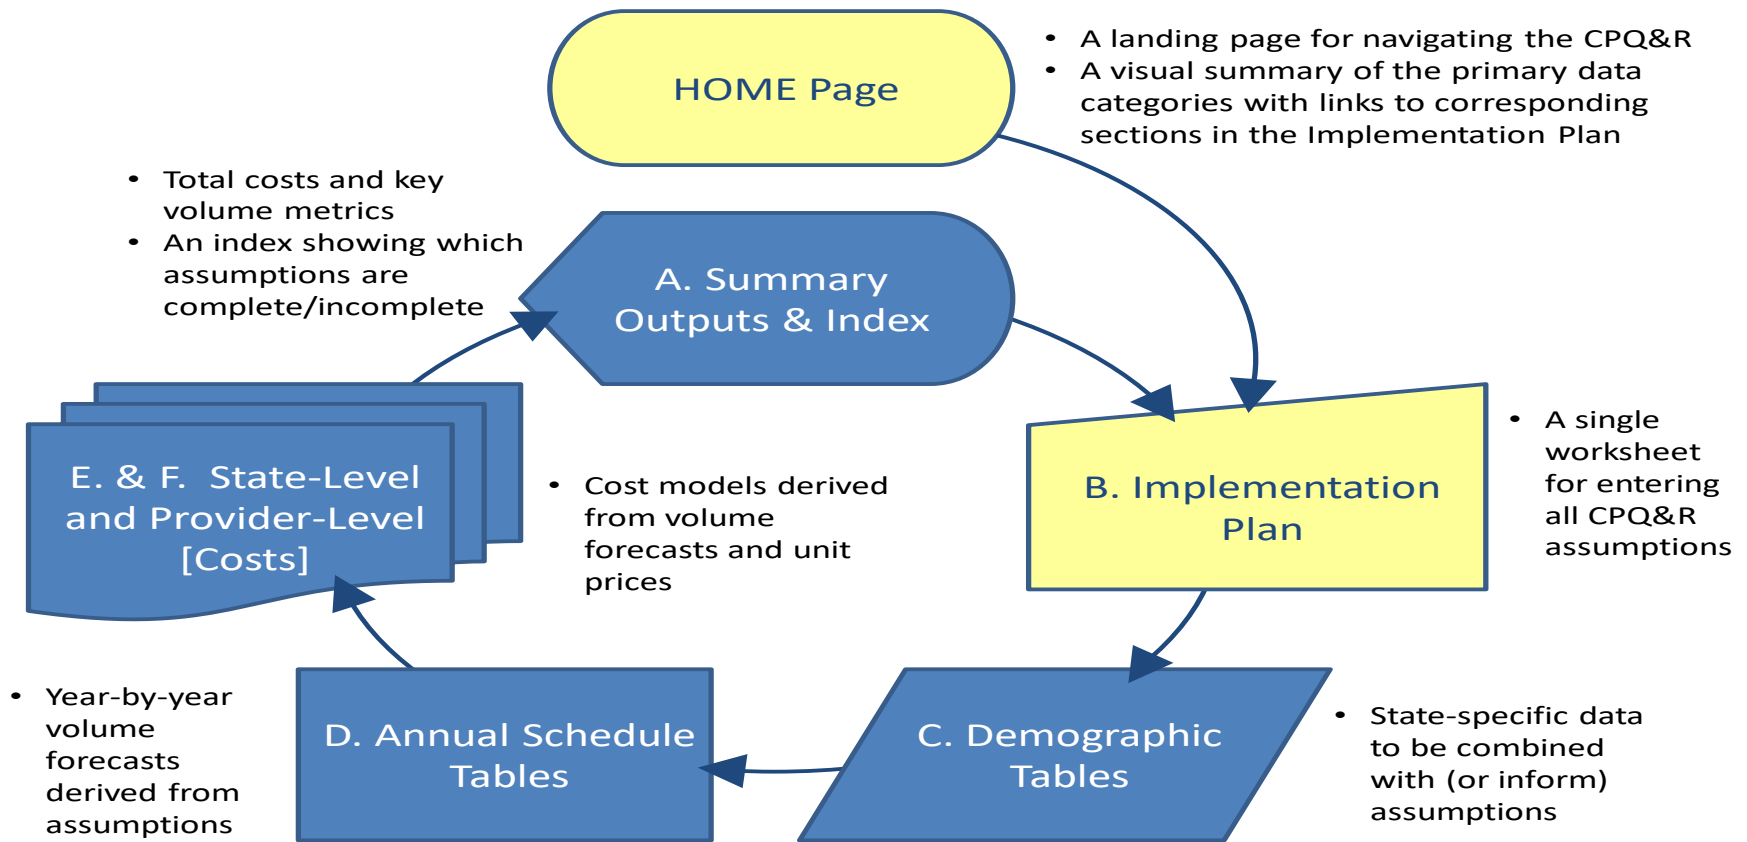 HOME Page
• A landing page for navigating the CPQ&R
• A visual summary of the primary data
categories with links to corresponding
sections in the Implementation Plan
• Total costs and key
volume metrics
• An index showing which
assumptions are
complete/incomplete
A. Summary
Outputs & Index
B. Implementation
Plan
• A single
worksheet
for entering
all CPQ&R
assumptions
E. & F. State-Level
and Provider-Level
[Costs]
• Cost models derived
from volume
forecasts and unit
prices
C. Demographic
Tables
• State-specific data
to be combined
with (or inform)
assumptions
D. Annual Schedule
Tables
• Year-by-year
volume
forecasts
derived from
assumptions